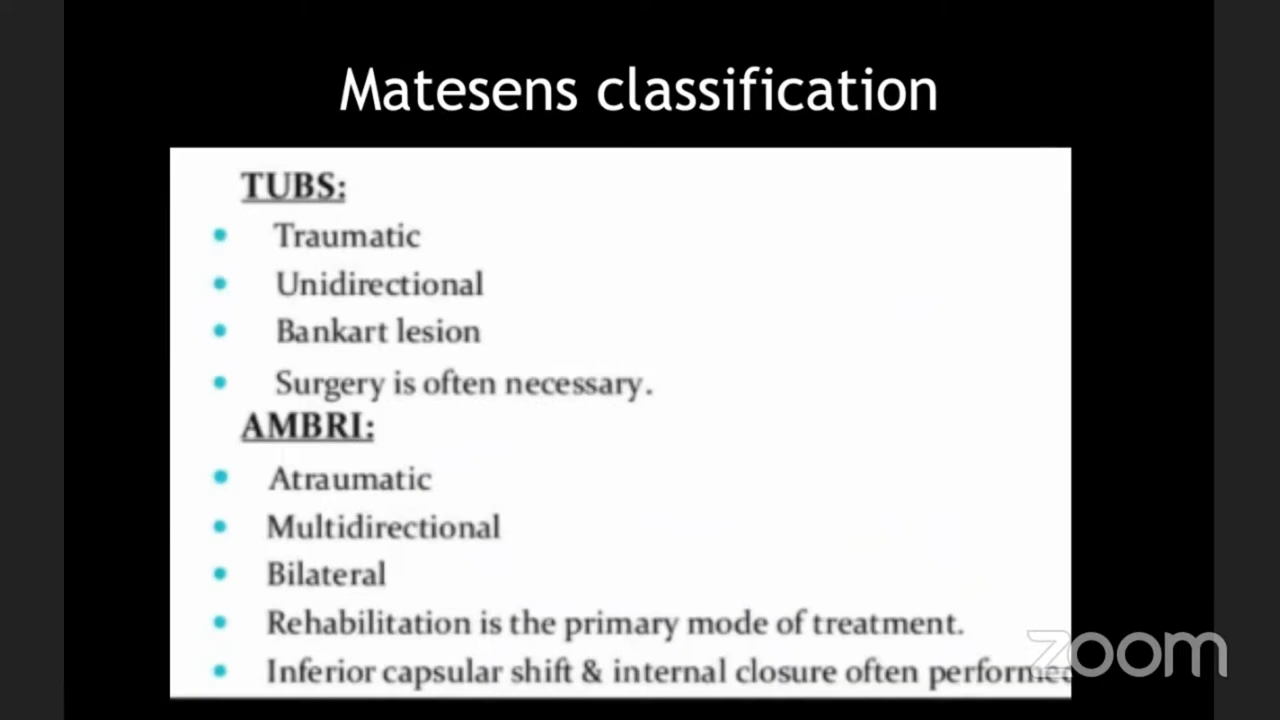 Matesens classification
TUBS:
Traumatic
Unidirectional
Bankart lesion
Surgery is often necessary.
AMBRI:
Atraumatic
Multidirectional
Bilateral
Rehabilitation is the primary mode of treatment.
Inferior capsular shift & internal closure often performed
zoom